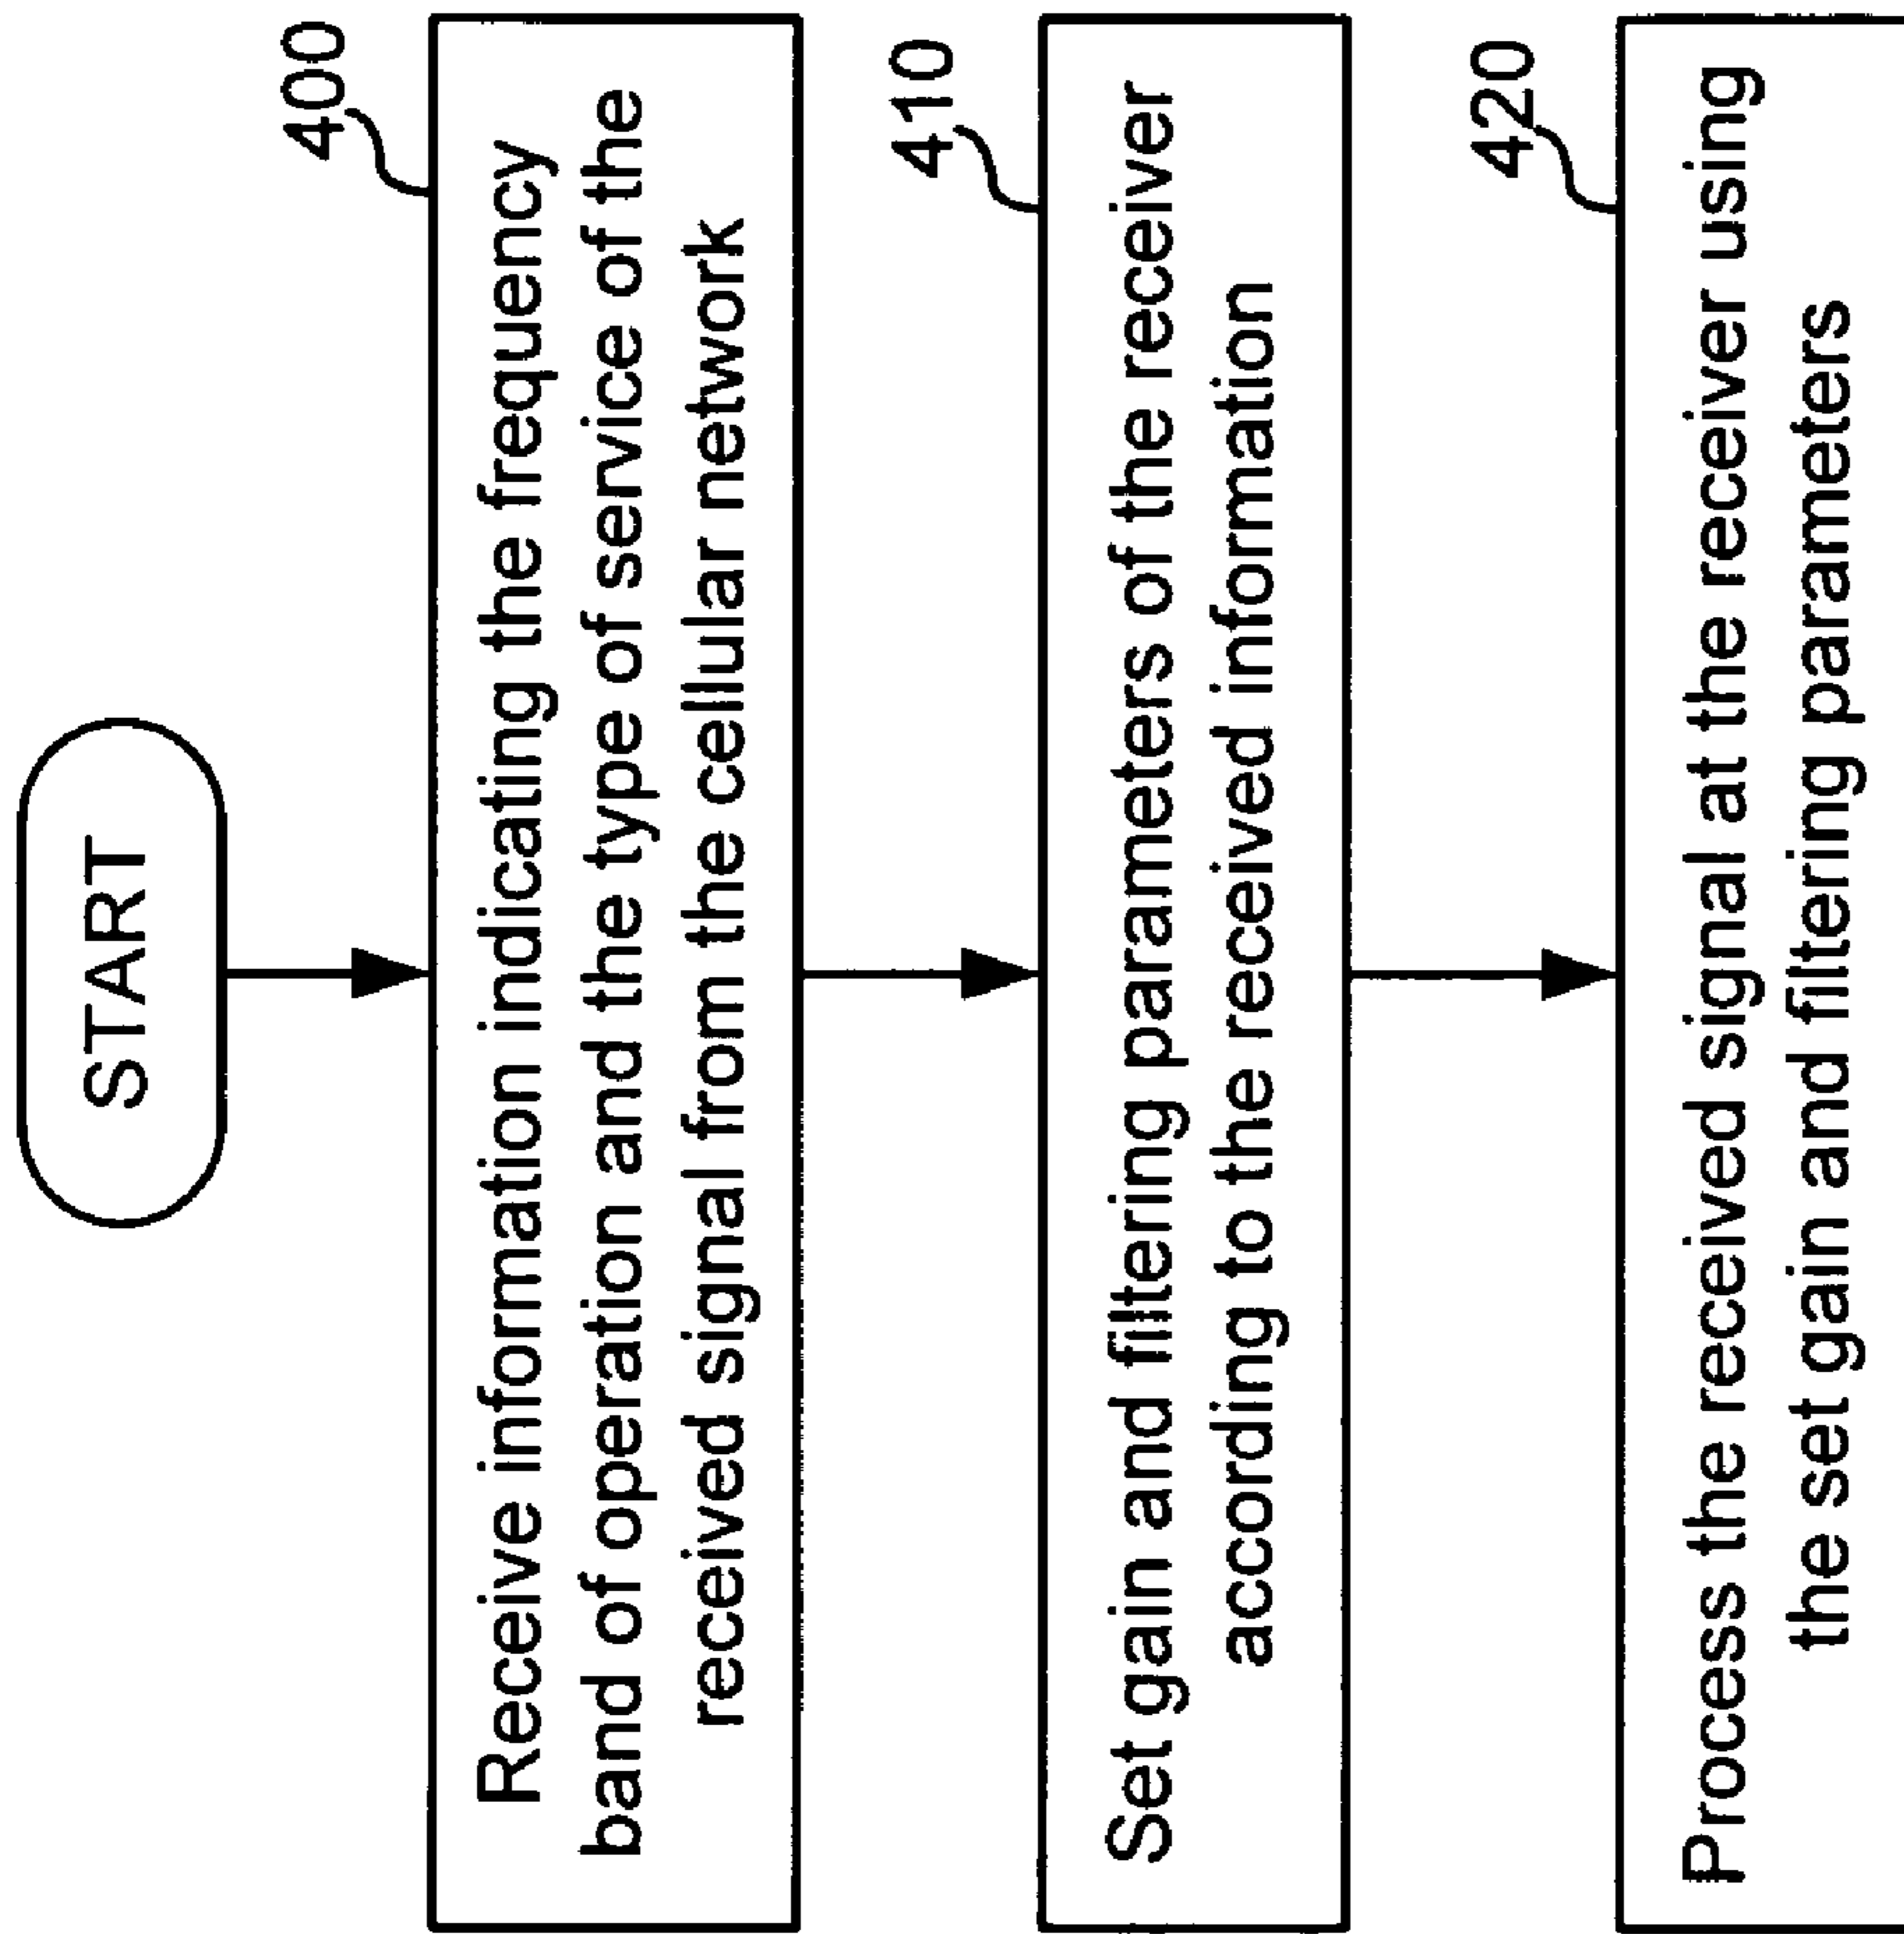 START
400
Receive information indicating the frequency
band of operation and the type of service of the
received signal from the cellular network
410
Set gain and filtering parameters of the receiver
according to the received information
420
Process the received signal at the receiver using
the set gain and filtering parameters